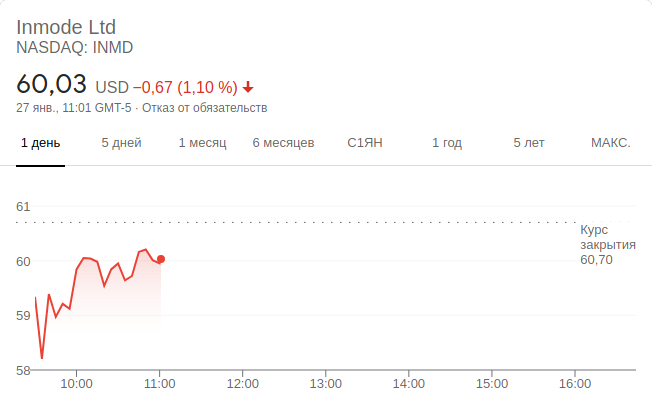 Inmode Ltd
NASDAQ: INMD
60,03 USD −0,67 (1,10 %)
27 янв., 11:01 GMT-5 · Отказ от обязательств
1 день 5 дней 1 месяц 6 месяцев С1ЯН 1 год 5 лет МАКС.
61
Курс
закрытия
60 60,70
59
58
10:00 11:00 12:00 13:00 14:00 15:00 16:00